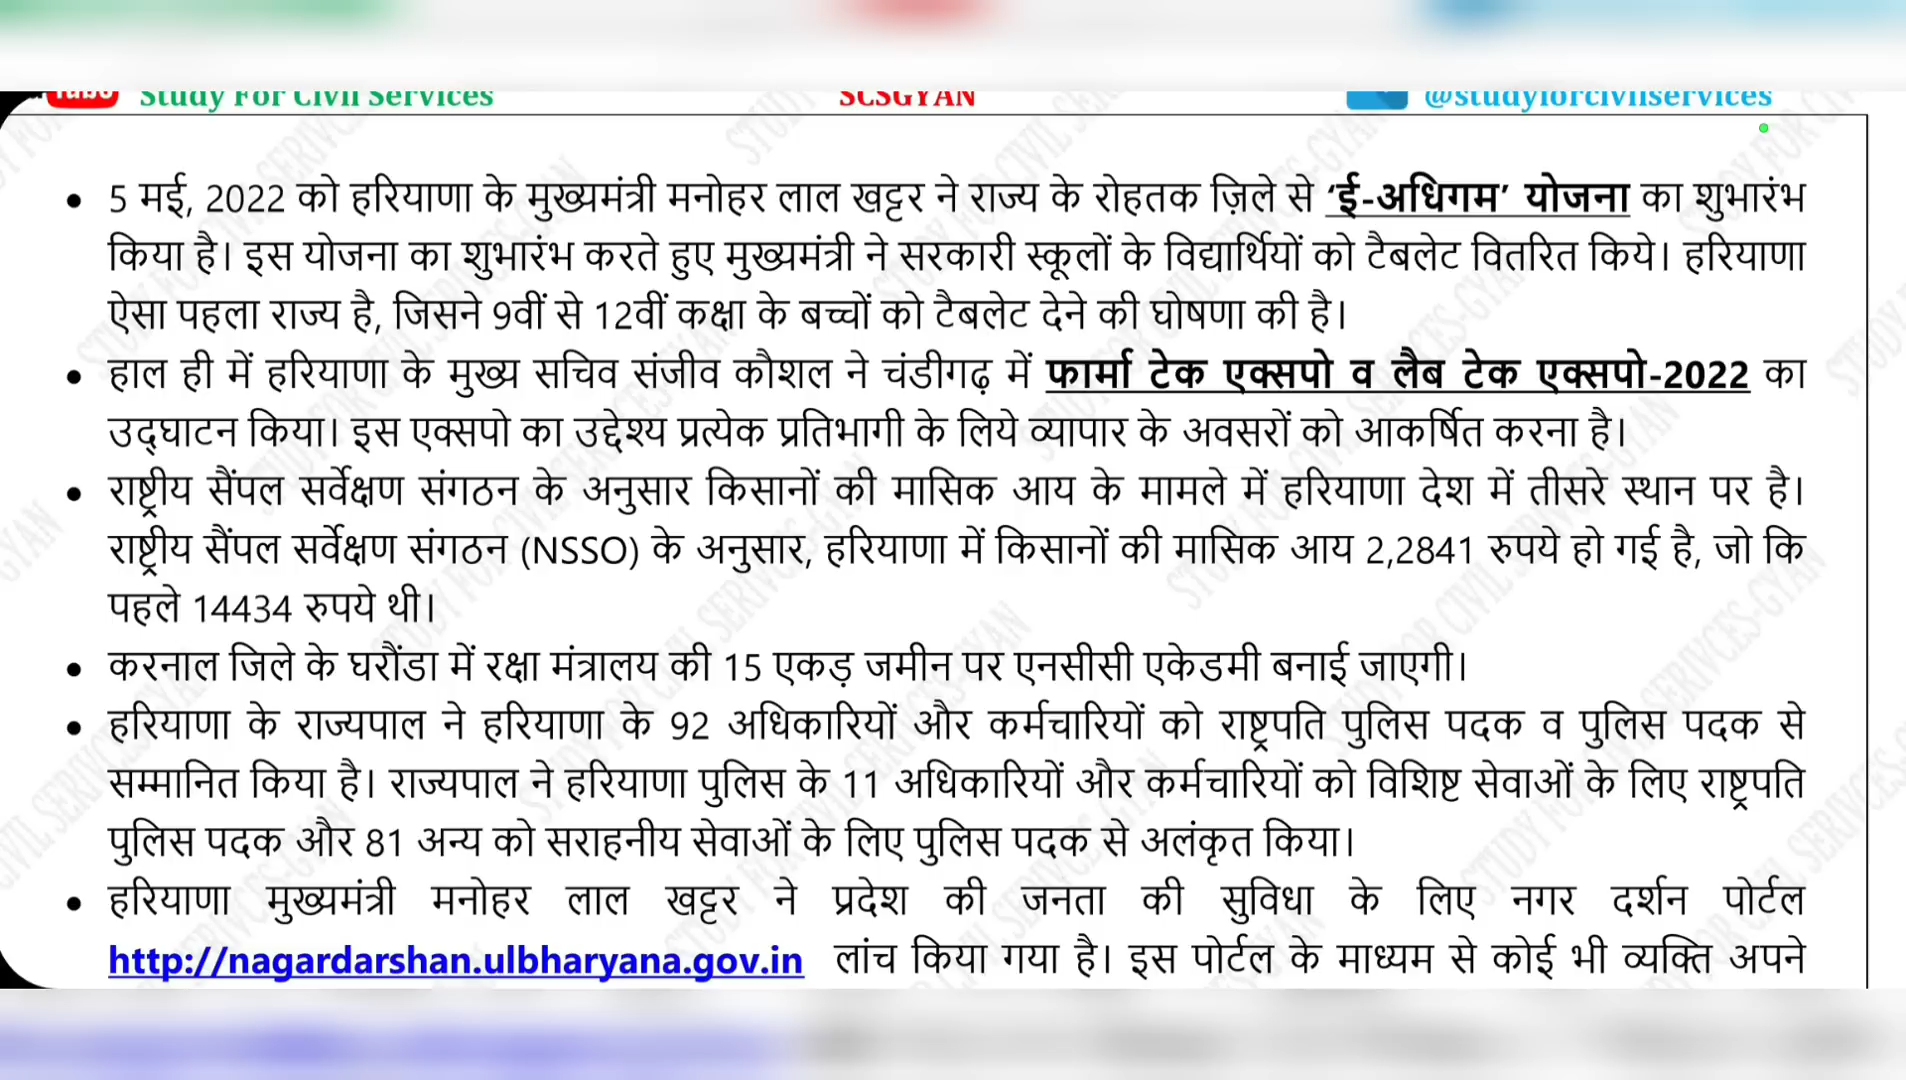 Study For Civil Services SCSGYAN @studyforcivilservices
• 5 मई, 2022 को हरियाणा के मुख्यमंत्री मनोहर लाल खट्टर ने राज्य के रोहतक ज़िले से ‘ई-अधिगम’ योजना का शुभारंभ
किया है। इस योजना का शुभारंभ करते हुए मुख्यमंत्री ने सरकारी स्कूलों के विद्यार्थियों को टैबलेट वितरित किये। हरियाणा
ऐसा पहला राज्य है, जिसने 9वीं से 12वीं कक्षा के बच्चों को टैबलेट देने की घोषणा की है।
• हाल ही में हरियाणा के मुख्य सचिव संजीव कौशल ने चंडीगढ़ में फार्मा टेक एक्सपो व लैब टेक एक्सपो-2022 का
उद्घाटन किया। इस एक्सपो का उद्देश्य प्रत्येक प्रतिभागी के लिये व्यापार के अवसरों को आकर्षित करना है।
• राष्ट्रीय सैंपल सर्वेक्षण संगठन के अनुसार किसानों की मासिक आय के मामले में हरियाणा देश में तीसरे स्थान पर है।
राष्ट्रीय सैंपल सर्वेक्षण संगठन (NSSO) के अनुसार, हरियाणा में किसानों की मासिक आय 2,2841 रुपये हो गई है, जो कि
पहले 14434 रुपये थी।
• करनाल जिले के घरौंडा में रक्षा मंत्रालय की 15 एकड़ जमीन पर एनसीसी एकेडमी बनाई जाएगी।
• हरियाणा के राज्यपाल ने हरियाणा के 92 अधिकारियों और कर्मचारियों को राष्ट्रपति पुलिस पदक व पुलिस पदक से
सम्मानित किया है। राज्यपाल ने हरियाणा पुलिस के 11 अधिकारियों और कर्मचारियों को विशिष्ट सेवाओं के लिए राष्ट्रपति
पुलिस पदक और 81 अन्य को सराहनीय सेवाओं के लिए पुलिस पदक से अलंकृत किया।
• हरियाणा मुख्यमंत्री मनोहर लाल खट्टर ने प्रदेश की जनता की सुविधा के लिए नगर दर्शन पोर्टल
http://nagardarshan.ulbharyana.gov.in लांच किया गया है। इस पोर्टल के माध्यम से कोई भी व्यक्ति अपने